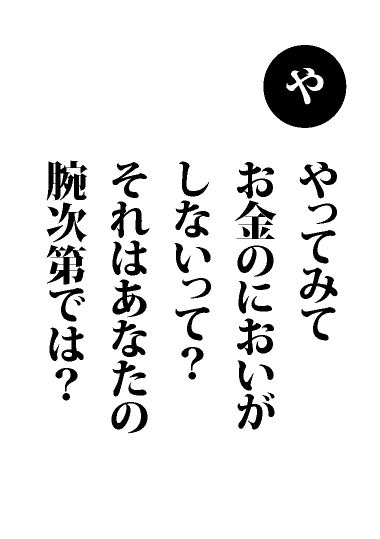 や
やってみて
お金のにおいが
しないって？
それはあなたの
腕次第では？